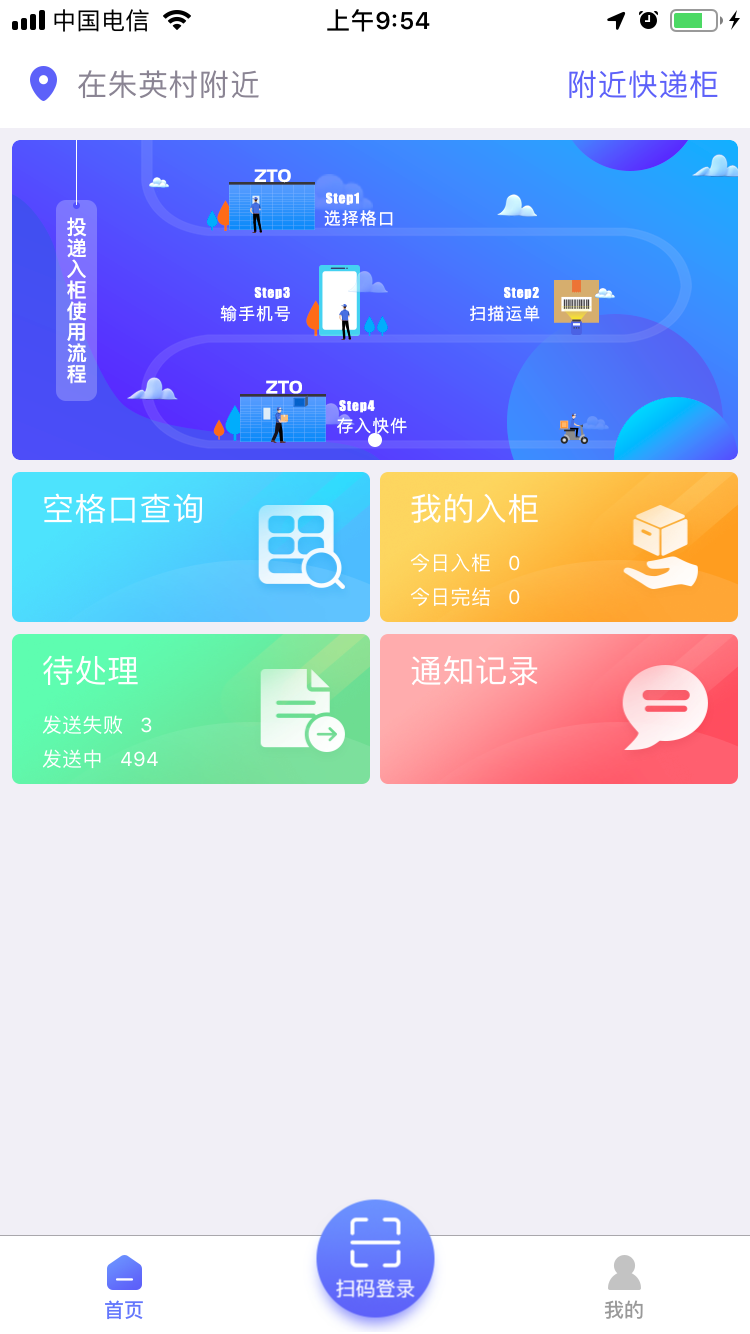 中国电信
上午9:54
在朱英村附近
附近快递柜
投递入柜使用流程
ZTO
Step1
选择格口
Step3
输手机号
Step2
扫描运单
ZTO
Step4
存入快件
空格口查询
我的入柜
今日入柜 0
今日完结 0
待处理
发送失败 3
发送中 494
通知记录
扫码登录
首页
我的